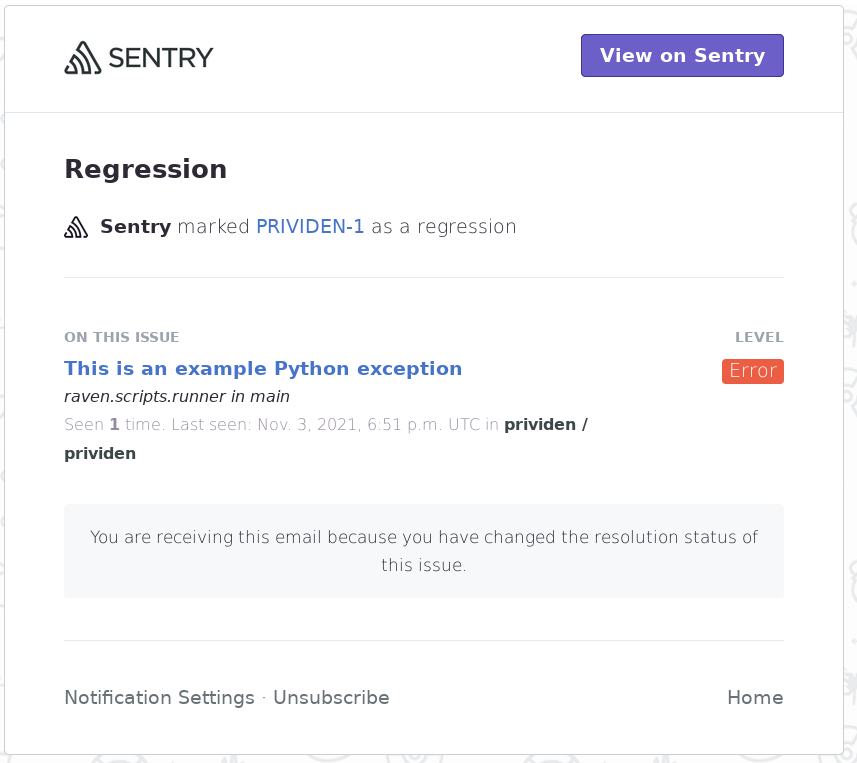 SENTRY
View on Sentry
Regression
Sentry marked PRIVIDEN-1 as a regression
ON THIS ISSUE
LEVEL
This is an example Python exception
Error
raven.scripts.runner in main
Seen 1 time. Last seen: Nov. 3, 2021, 6:51 p.m. UTC in prividen /
prividen
You are receiving this email because you have changed the resolution status of
this issue.
Notification Settings · Unsubscribe
Home